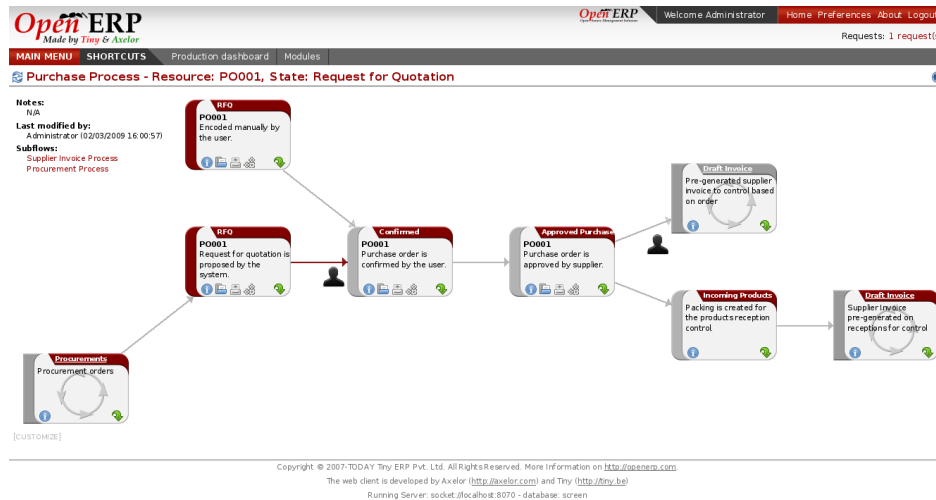 Open ERP
Made by Tiny & Axelor
Open ERP
Welcome Administrator
Home Preferences About Logout
Requests: 1 request(s
MAIN MENU SHORTCUTS Production dashboard Modules
Purchase Process - Resource: PO001, State: Request for Quotation
Notes:
N/A
Last modified by:
Administrator (02/03/2009 16:00:57)
Subflows:
Supplier Invoice Process
Procurement Process
RFQ
PO001
Encoded manually by
the user.
Draft Invoice
Pre-generated supplier
invoice to control based
on order
RFQ
PO001
Request for quotation is
proposed by the
system.
Confirmed
PO001
Purchase order is
confirmed by the user.
Approved Purchase
PO001
Purchase order is
approved by supplier.
Incoming Products
Packing is created for
the products reception
control
Draft Invoice
Supplier invoice
pre-generated on
receptions for control
Procurements
Procurement orders
[CUSTOMIZE]
Copyright © 2007-TODAY Tiny ERP Pvt. Ltd. All Rights Reserved. More Information on http://openerp.com.
The web client is developed by Axelor (http://axelor.com) and Tiny (http://tiny.be)
Running Server: socket://localhost:8070 - database: screen